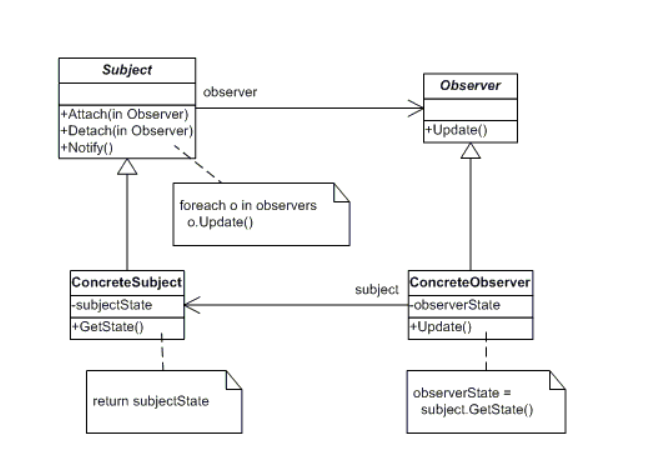 Subject
+Attach(in Observer)
+Detach(in Observer)
+Notify()
observer
Observer
+Update()
foreach o in observers
o.Update()
ConcreteSubject
-subjectState
+GetState()
subject
ConcreteObserver
-observerState
+Update()
return subjectState
observerState =
subject.GetState()